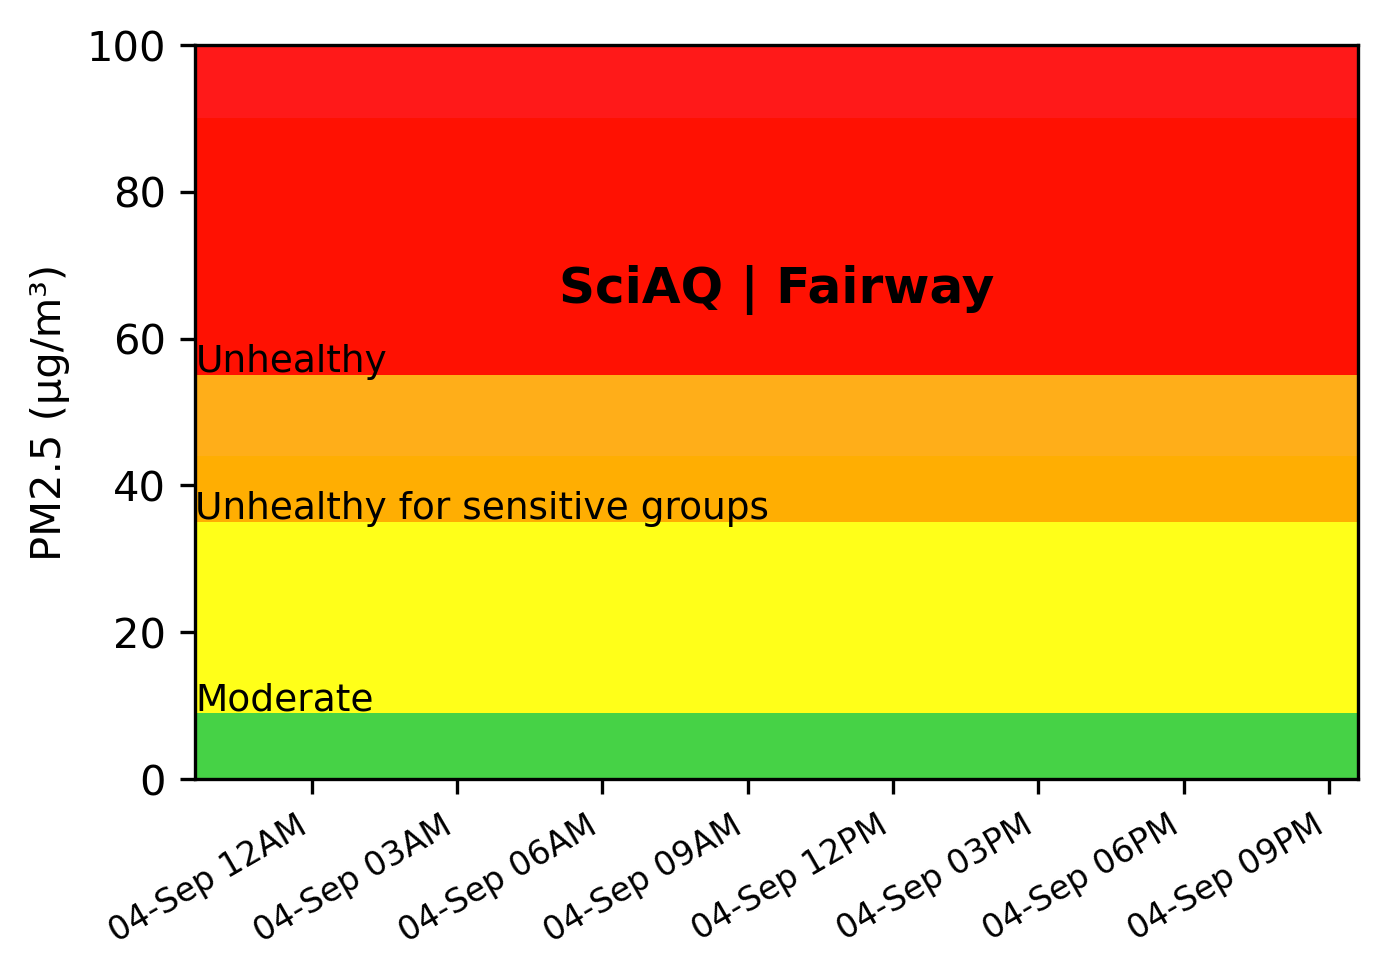 100
80
60
40
20
0
PM2.5 (µg/m³)
SciAQ | Fairway
Unhealthy
Unhealthy for sensitive groups
Moderate
04-Sep 12AM
04-Sep 03AM
04-Sep 06AM
04-Sep 09AM
04-Sep 12PM
04-Sep 03PM
04-Sep 06PM
04-Sep 09PM